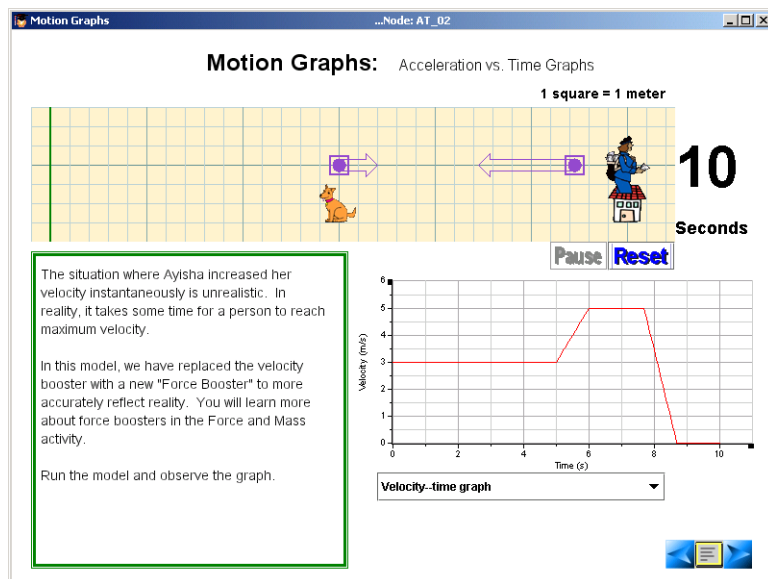 Motion Graphs ...Node: AT_02
Motion Graphs: Acceleration vs. Time Graphs
1 square = 1 meter
10
Seconds
Pause Reset
The situation where Ayisha increased her
velocity instantaneously is unrealistic. In
reality, it takes some time for a person to reach
maximum velocity.
In this model, we have replaced the velocity
booster with a new "Force Booster" to more
accurately reflect reality. You will learn more
about force boosters in the Force and Mass
activity.
Run the model and observe the graph.
Velocity (m/s)
6
5
4
3
2
1
0
0 2 4 6 8 10
Time (s)
Velocity--time graph